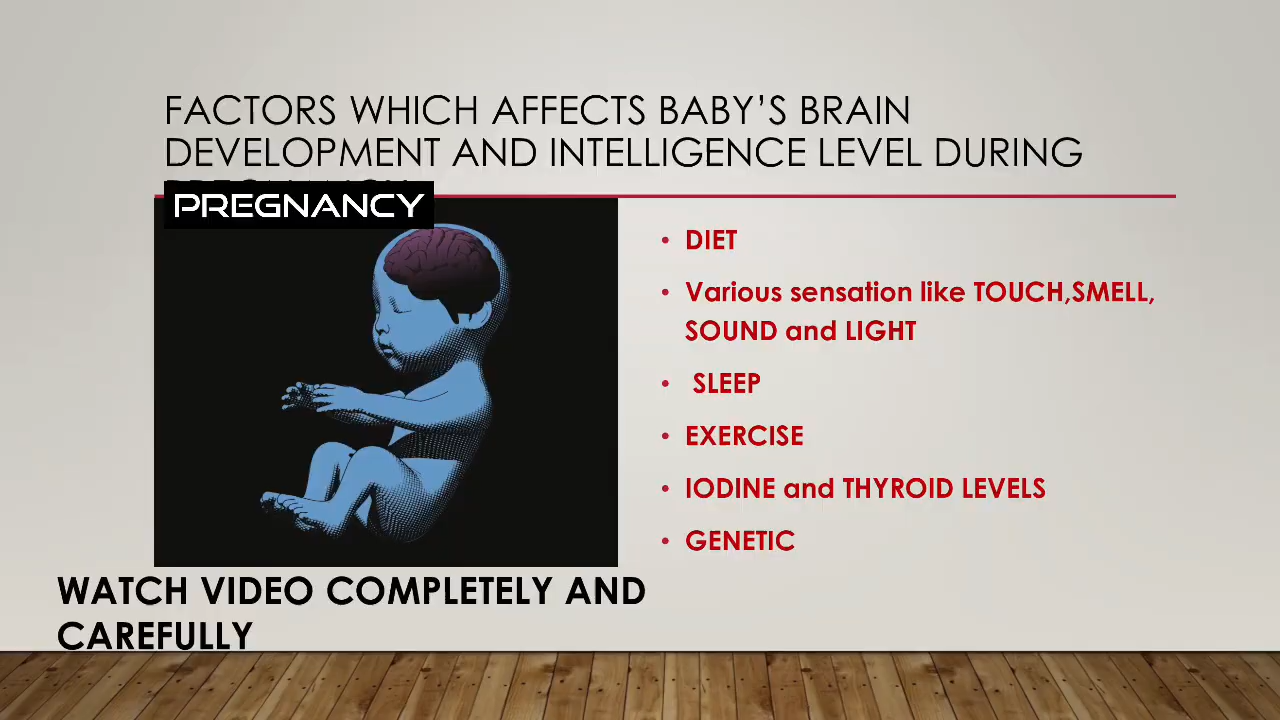 FACTORS WHICH AFFECTS BABY’S BRAIN
DEVELOPMENT AND INTELLIGENCE LEVEL DURING
PREGNANCY
• DIET
• Various sensation like TOUCH,SMELL,
SOUND and LIGHT
• SLEEP
• EXERCISE
• IODINE and THYROID LEVELS
• GENETIC
WATCH VIDEO COMPLETELY AND
CAREFULLY